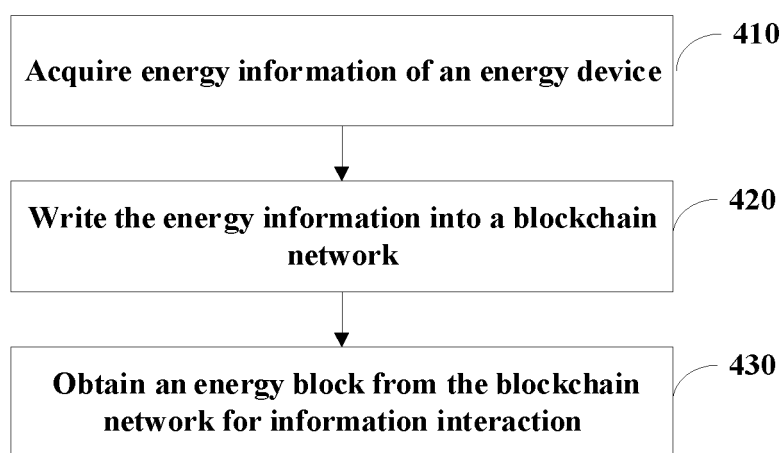 410
Acquire energy information of an energy device
420
Write the energy information into a blockchain
network
430
Obtain an energy block from the blockchain
network for information interaction